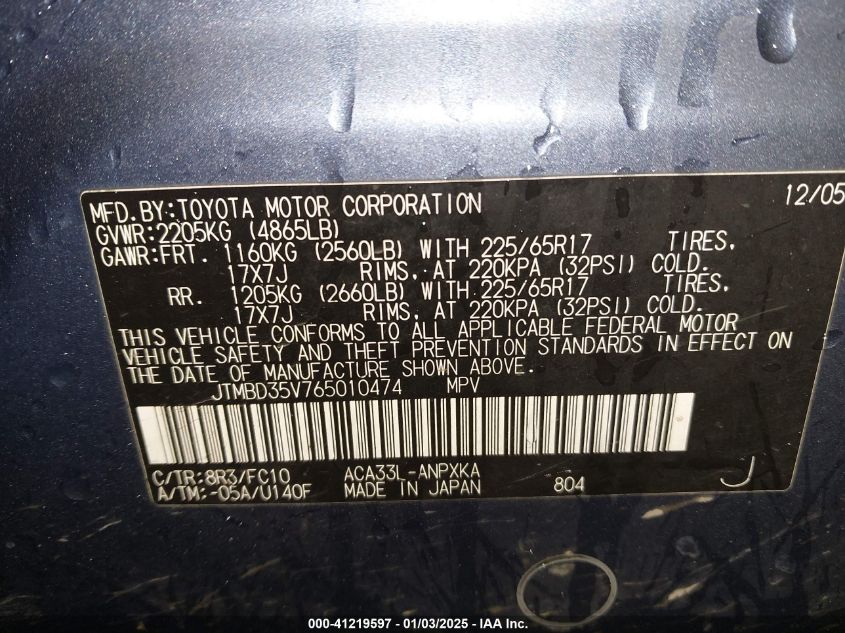 MFD.BY:TOYOTA MOTOR CORPORATION 12/05
GVWR:2205KG (4865LB)
GAWR:FRT. 1160KG (2560LB) WITH 225/65R17 TIRES,
17X7J RIMS, AT 220KPA (32PSI) COLD.
RR. 1205KG (2660LB) WITH 225/65R17 TIRES,
17X7J RIMS, AT 220KPA (32PSI) COLD.
THIS VEHICLE CONFORMS TO ALL APPLICABLE FEDERAL MOTOR
VEHICLE SAFETY AND THEFT PREVENTION STANDARDS IN EFFECT ON
THE DATE OF MANUFACTURE SHOWN ABOVE.
JTMBD35V765010474 MPV
C/TR:8R3/FC10 ACA33L-ANPXKA
A/TM:-05A/U140F MADE IN JAPAN 804 J
000-41219597 - 01/03/2025 - IAA Inc.